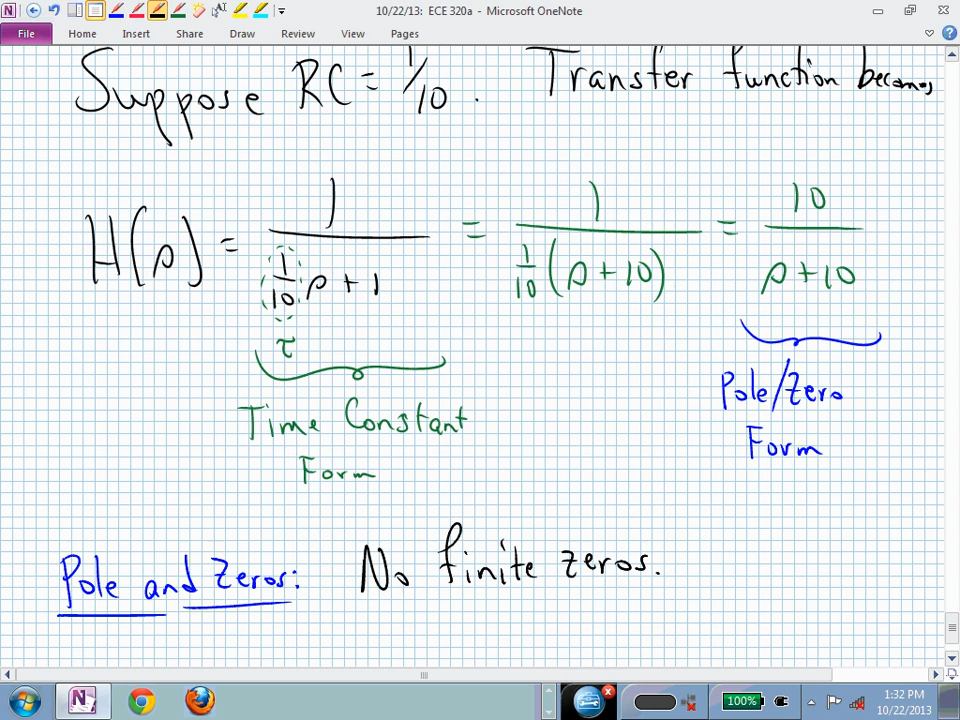 10/22/13: ECE 320a - Microsoft OneNote
File Home Insert Share Draw Review View Pages
Suppose RC = 1/10. Transfer function becomes
H(s) = 1 / (1/10 s + 1) = 1 / (1/10 (s + 10)) = 10 / (s + 10)
τ
Time Constant
Form
Pole/Zero
Form
Pole and Zeros: No finite zeros.
100%
1:32 PM
10/22/2013